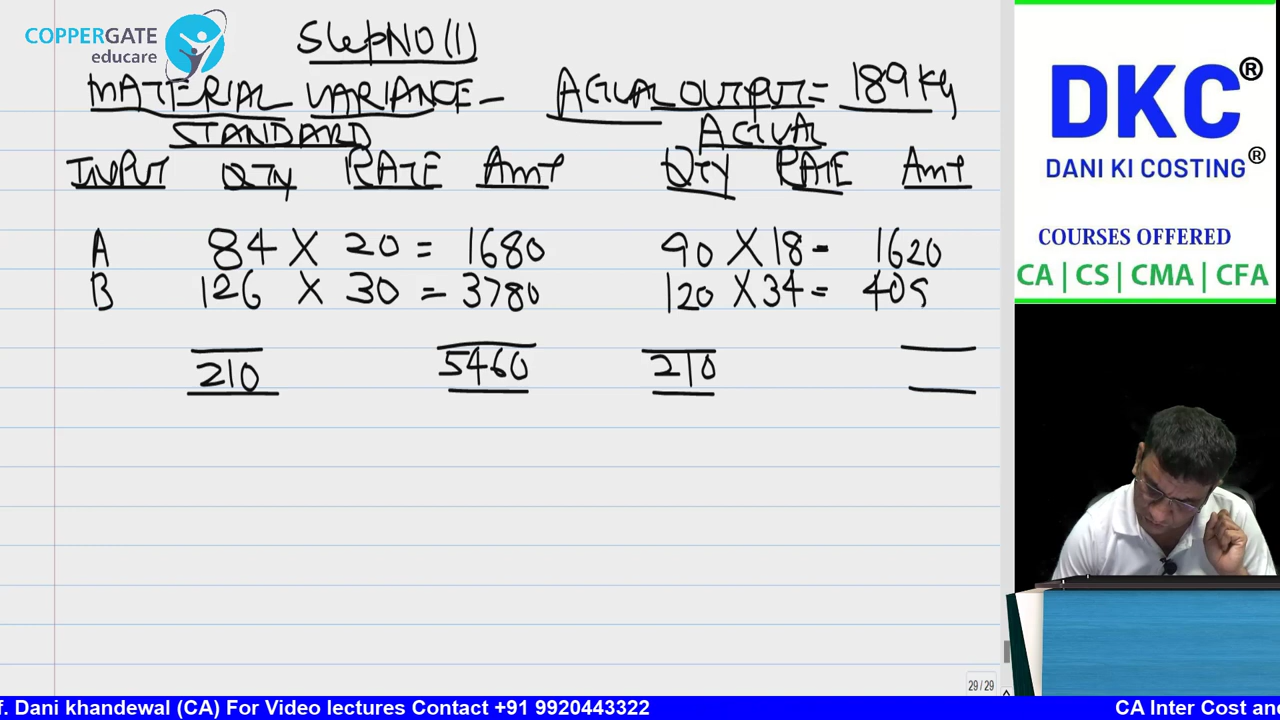 COPPERGATE
educare
Step NO (1)
MATERIAL VARIANCE - ACTUAL OUTPUT = 189 Kg
STANDARD ACTUAL
INPUT QTY RATE Amt QTY RATE Amt
A 84 X 20 = 1680 90 X 18 = 1620
B 126 X 30 = 3780 120 X 34 = 40
210 5460 210
29/29
DKC®
DANI KI COSTING®
COURSES OFFERED
CA | CS | CMA | CFA
f. Dani khandewal (CA) For Video lectures Contact +91 9920443322 CA Inter Cost and